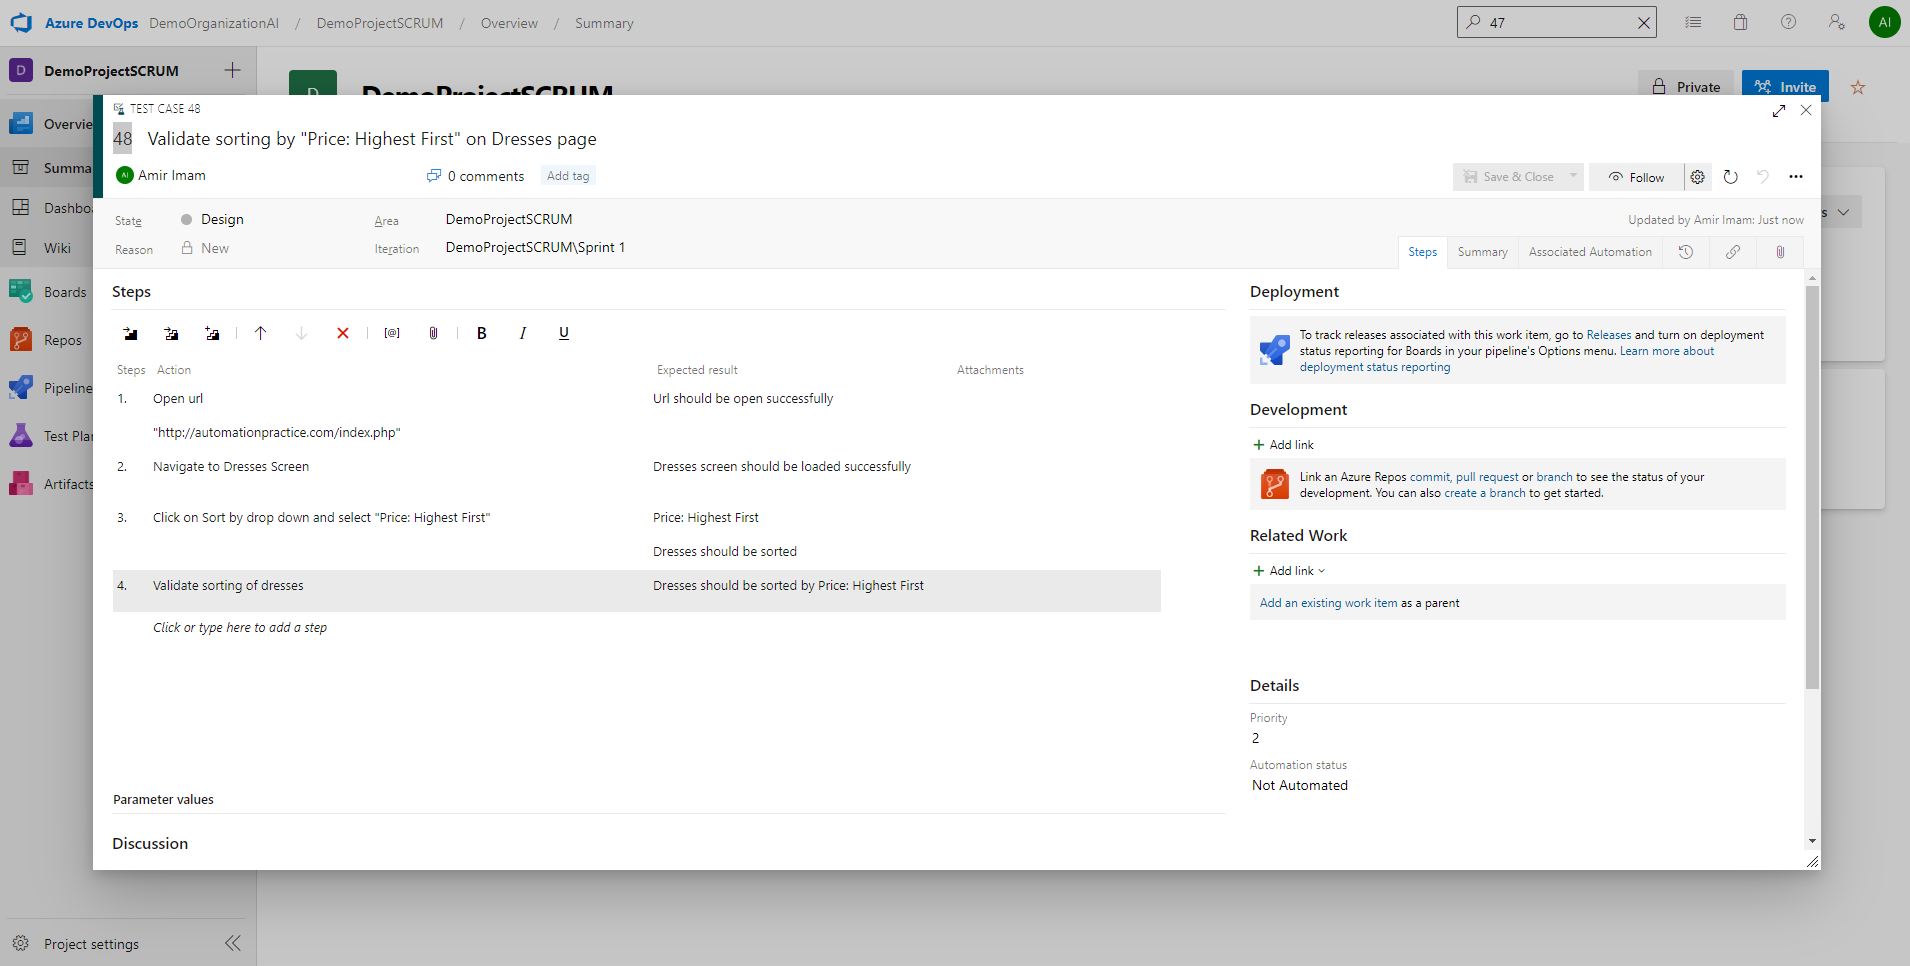 Azure DevOps DemoOrganizationAI / DemoProjectSCRUM / Overview / Summary 47 AI
D DemoProjectSCRUM
Overvie
Summa
Dashbo
Wiki
Boards
Repos
Pipeline
Test Plan
Artifacts
Project settings
D DemoProjectSCRUM
Private Invite
TEST CASE 48
48 Validate sorting by "Price: Highest First" on Dresses page
AI Amir Imam 0 comments Add tag Save & Close Follow
State Design Area DemoProjectSCRUM Updated by Amir Imam: Just now
Reason New Iteration DemoProjectSCRUM\Sprint 1
Steps Summary Associated Automation
Steps
[@] B I U
Steps Action Expected result Attachments
1. Open url Url should be open successfully
"http://automationpractice.com/index.php"
2. Navigate to Dresses Screen Dresses screen should be loaded successfully
3. Click on Sort by drop down and select "Price: Highest First" Price: Highest First
Dresses should be sorted
4. Validate sorting of dresses Dresses should be sorted by Price: Highest First
Click or type here to add a step
Parameter values
Discussion
Deployment
To track releases associated with this work item, go to Releases and turn on deployment
status reporting for Boards in your pipeline's Options menu. Learn more about
deployment status reporting
Development
+ Add link
Link an Azure Repos commit, pull request or branch to see the status of your
development. You can also create a branch to get started.
Related Work
+ Add link
Add an existing work item as a parent
Details
Priority
2
Automation status
Not Automated